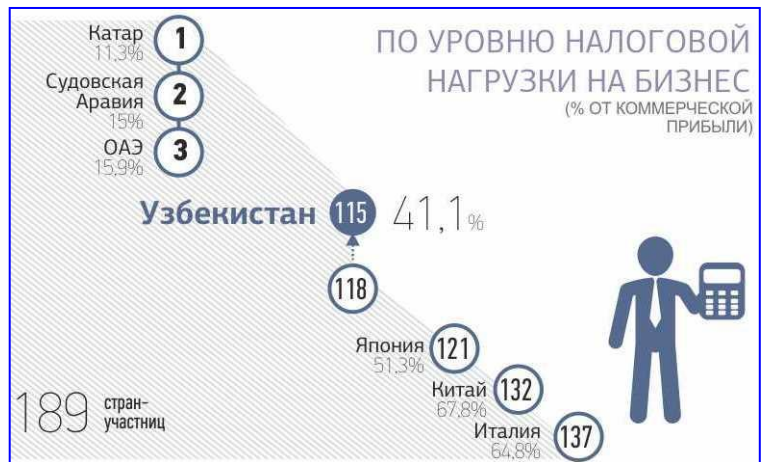 ПО УРОВНЮ НАЛОГОВОЙ
НАГРУЗКИ НА БИЗНЕС
(% ОТ КОММЕРЧЕСКОЙ
ПРИБЫЛИ)
Катар 1
11,3%
Судовская
Аравия 2
15%
ОАЭ 3
15,9%
Узбекистан 115 41,1%
118
Япония 121
51,3%
Китай 132
67,8%
Италия 137
64,8%
189 стран-
участниц